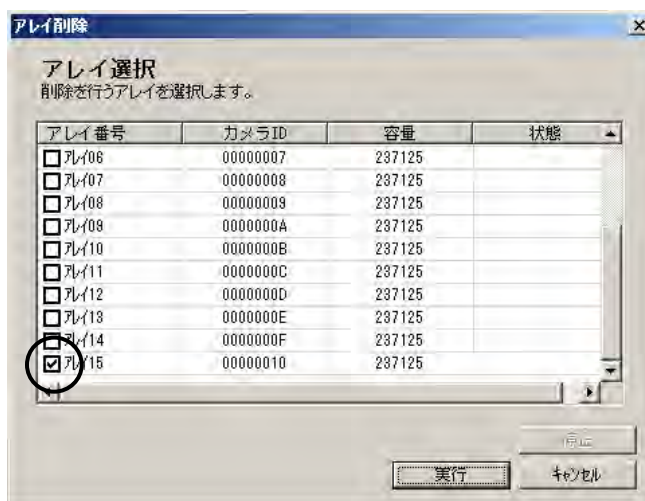 アレイ削除
アレイ選択
削除を行うアレイを選択します。
アレイ番号 カメラID 容量 状態
アレイ06 00000007 237125
アレイ07 00000008 237125
アレイ08 00000009 237125
アレイ09 0000000A 237125
アレイ10 0000000B 237125
アレイ11 0000000C 237125
アレイ12 0000000D 237125
アレイ13 0000000E 237125
アレイ14 0000000F 237125
アレイ15 00000010 237125
停止
実行 キャンセル